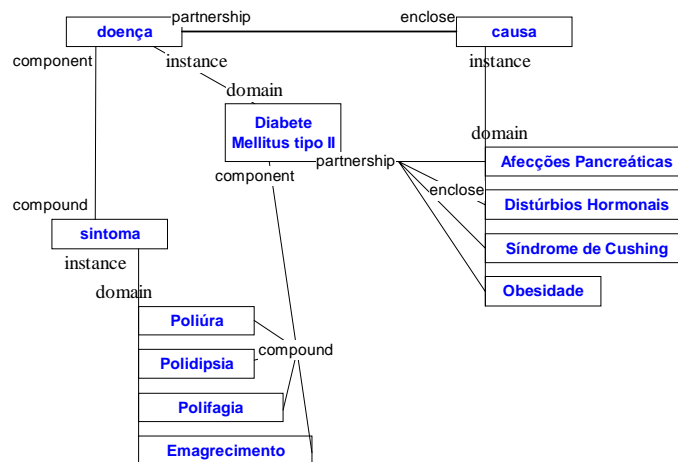 partnership
enclose
doença
causa
component
instance
instance
domain
Diabete
Mellitus tipo II
domain
partnership
Afecções Pancreáticas
component
enclose
Distúrbios Hormonais
compound
sintoma
Síndrome de Cushing
instance
domain
Obesidade
Poliúra
compound
Polidipsia
Polifagia
Emagrecimento